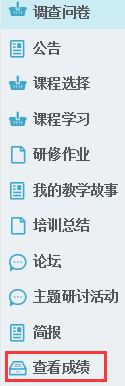 调查问卷
公告
课程选择
课程学习
研修作业
我的教学故事
培训总结
论坛
主题研讨活动
简报
查看成绩